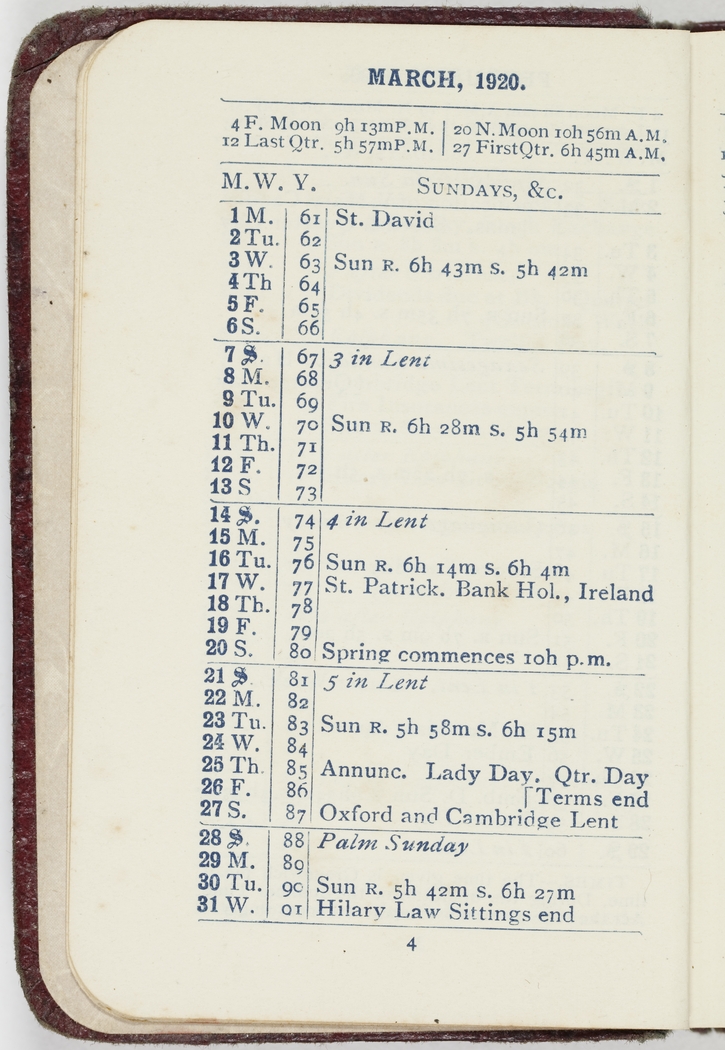 MARCH, 1920.
4 F. Moon 9h 13m P.M. | 20 N. Moon 10h 56m A.M.
12 Last Qtr. 5h 57m P.M. | 27 First Qtr. 6h 45m A.M.
M. W. Y. SUNDAYS, &c.
1 M. 61 St. David
2 Tu. 62
3 W. 63 Sun R. 6h 43m s. 5h 42m
4 Th 64
5 F. 65
6 S. 66
7 S. 67 3 in Lent
8 M. 68
9 Tu. 69
10 W. 70 Sun R. 6h 28m s. 5h 54m
11 Th. 71
12 F. 72
13 S 73
14 S. 74 4 in Lent
15 M. 75
16 Tu. 76 Sun R. 6h 14m s. 6h 4m
17 W. 77 St. Patrick. Bank Hol., Ireland
18 Th. 78
19 F. 79
20 S. 80 Spring commences 10h p.m.
21 S 81 5 in Lent
22 M. 82
23 Tu. 83 Sun R. 5h 58m s. 6h 15m
24 W. 84
25 Th. 85 Annunc. Lady Day. Qtr. Day
26 F. 86 [Terms end
27 S. 87 Oxford and Cambridge Lent
28 S. 88 Palm Sunday
29 M. 89
30 Tu. 90 Sun R. 5h 42m s. 6h 27m
31 W. 91 Hilary Law Sittings end
4